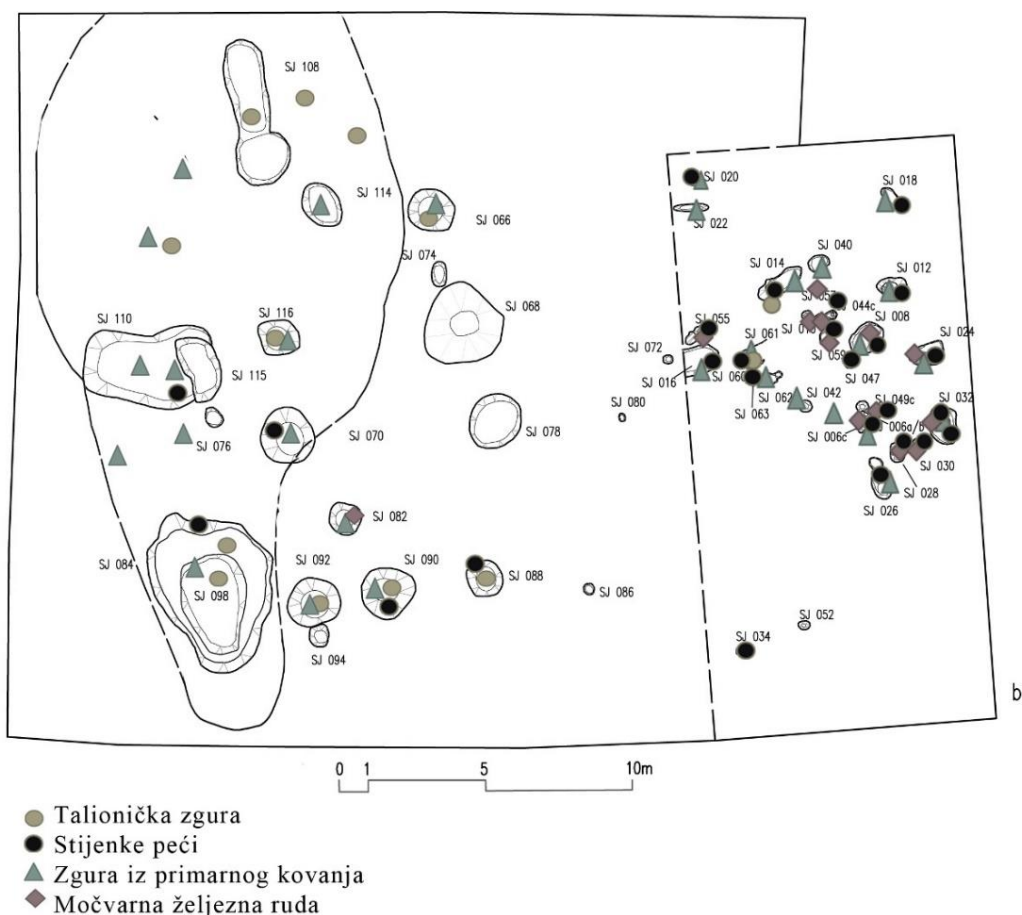 SJ 108
SJ 114
SJ 066
SJ 074
SJ 068
SJ 110
SJ 116
SJ 115
SJ 076
SJ 070
SJ 078
SJ 080
SJ 072
SJ 082
SJ 084
SJ 098
SJ 092
SJ 090
SJ 088
SJ 086
SJ 094
SJ 020
SJ 022
SJ 018
SJ 040
SJ 014
SJ 012
044c
SJ 008
SJ 024
SJ 055
SJ 061
SJ 059
SJ 016
SJ 060
SJ 047
SJ 062
SJ 063
SJ 042
SJ 049c
SJ 032
SJ 006c
006a/b
SJ 030
SJ 028
SJ 026
SJ 052
SJ 034
b
0 1 5 10m
Talionička zgura
Stijenke peći
Zgura iz primarnog kovanja
Močvarna željezna ruda